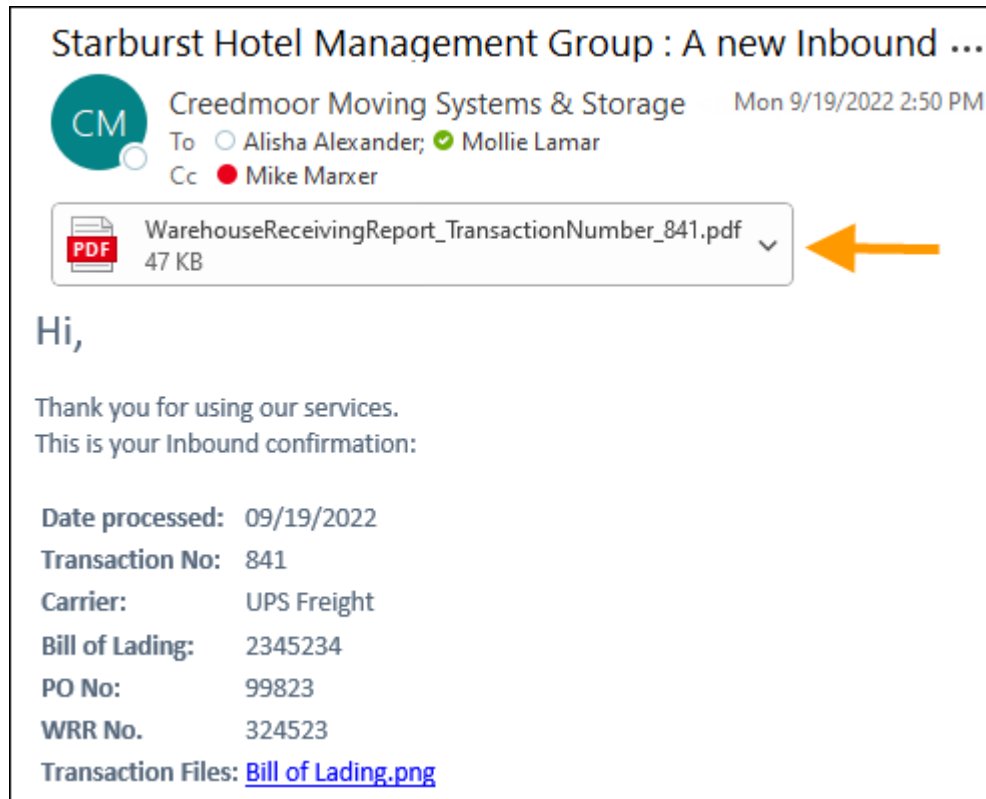 Starburst Hotel Management Group : A new Inbound ...
CM
Creedmoor Moving Systems & Storage Mon 9/19/2022 2:50 PM
To Alisha Alexander; Mollie Lamar
Cc Mike Marxer
PDF
WarehouseReceivingReport_TransactionNumber_841.pdf
47 KB
Hi,
Thank you for using our services.
This is your Inbound confirmation:
Date processed: 09/19/2022
Transaction No: 841
Carrier: UPS Freight
Bill of Lading: 2345234
PO No: 99823
WRR No. 324523
Transaction Files: Bill of Lading.png